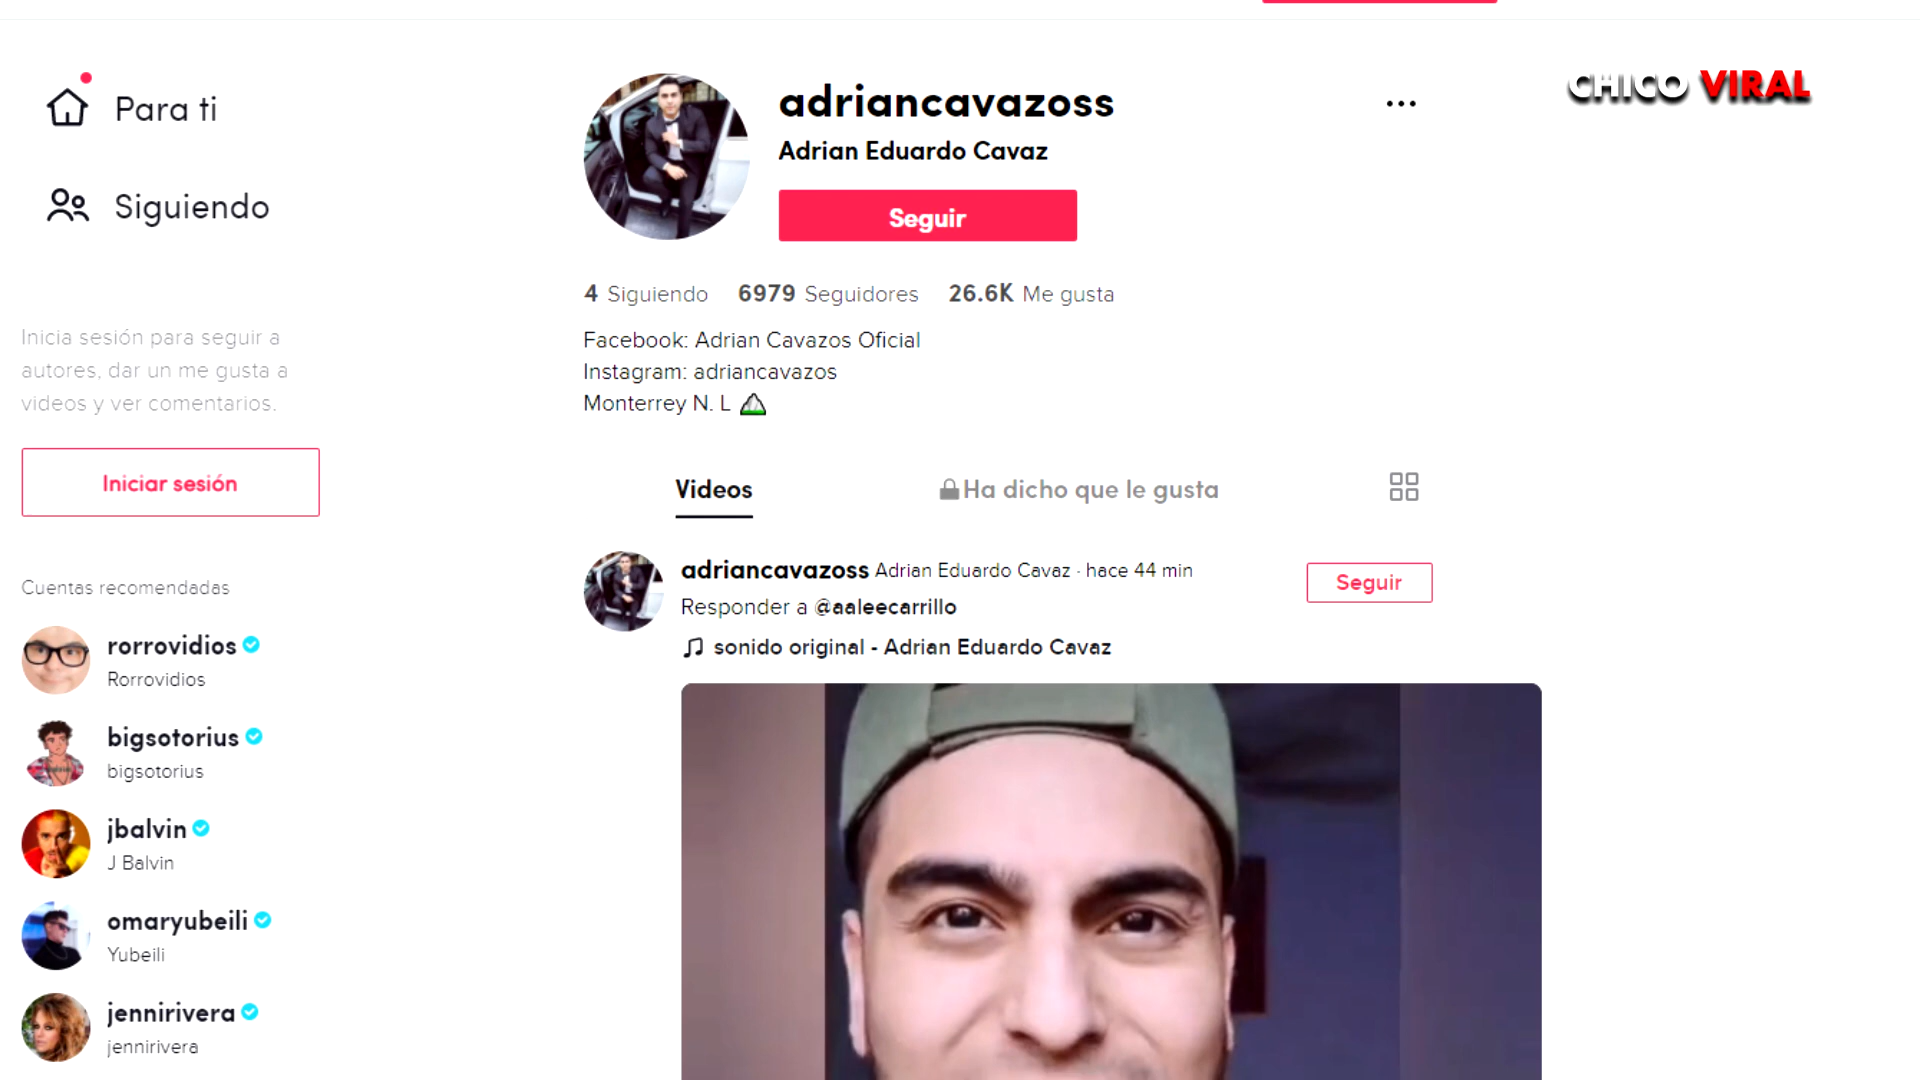 Para ti
Siguiendo
Inicia sesión para seguir a
autores, dar un me gusta a
videos y ver comentarios.
Iniciar sesión
Cuentas recomendadas
rorrovidios
Rorrovidios
bigsotorius
bigsotorius
jbalvin
J Balvin
omaryubeili
Yubeili
jennirivera
jennirivera
adriancavazoss
Adrian Eduardo Cavaz
Seguir
4 Siguiendo 6979 Seguidores 26.6K Me gusta
Facebook: Adrian Cavazos Oficial
Instagram: adriancavazos
Monterrey N. L
Videos Ha dicho que le gusta
adriancavazoss Adrian Eduardo Cavaz · hace 44 min
Seguir
Responder a @aaleecarrillo
sonido original - Adrian Eduardo Cavaz
CHICO VIRAL